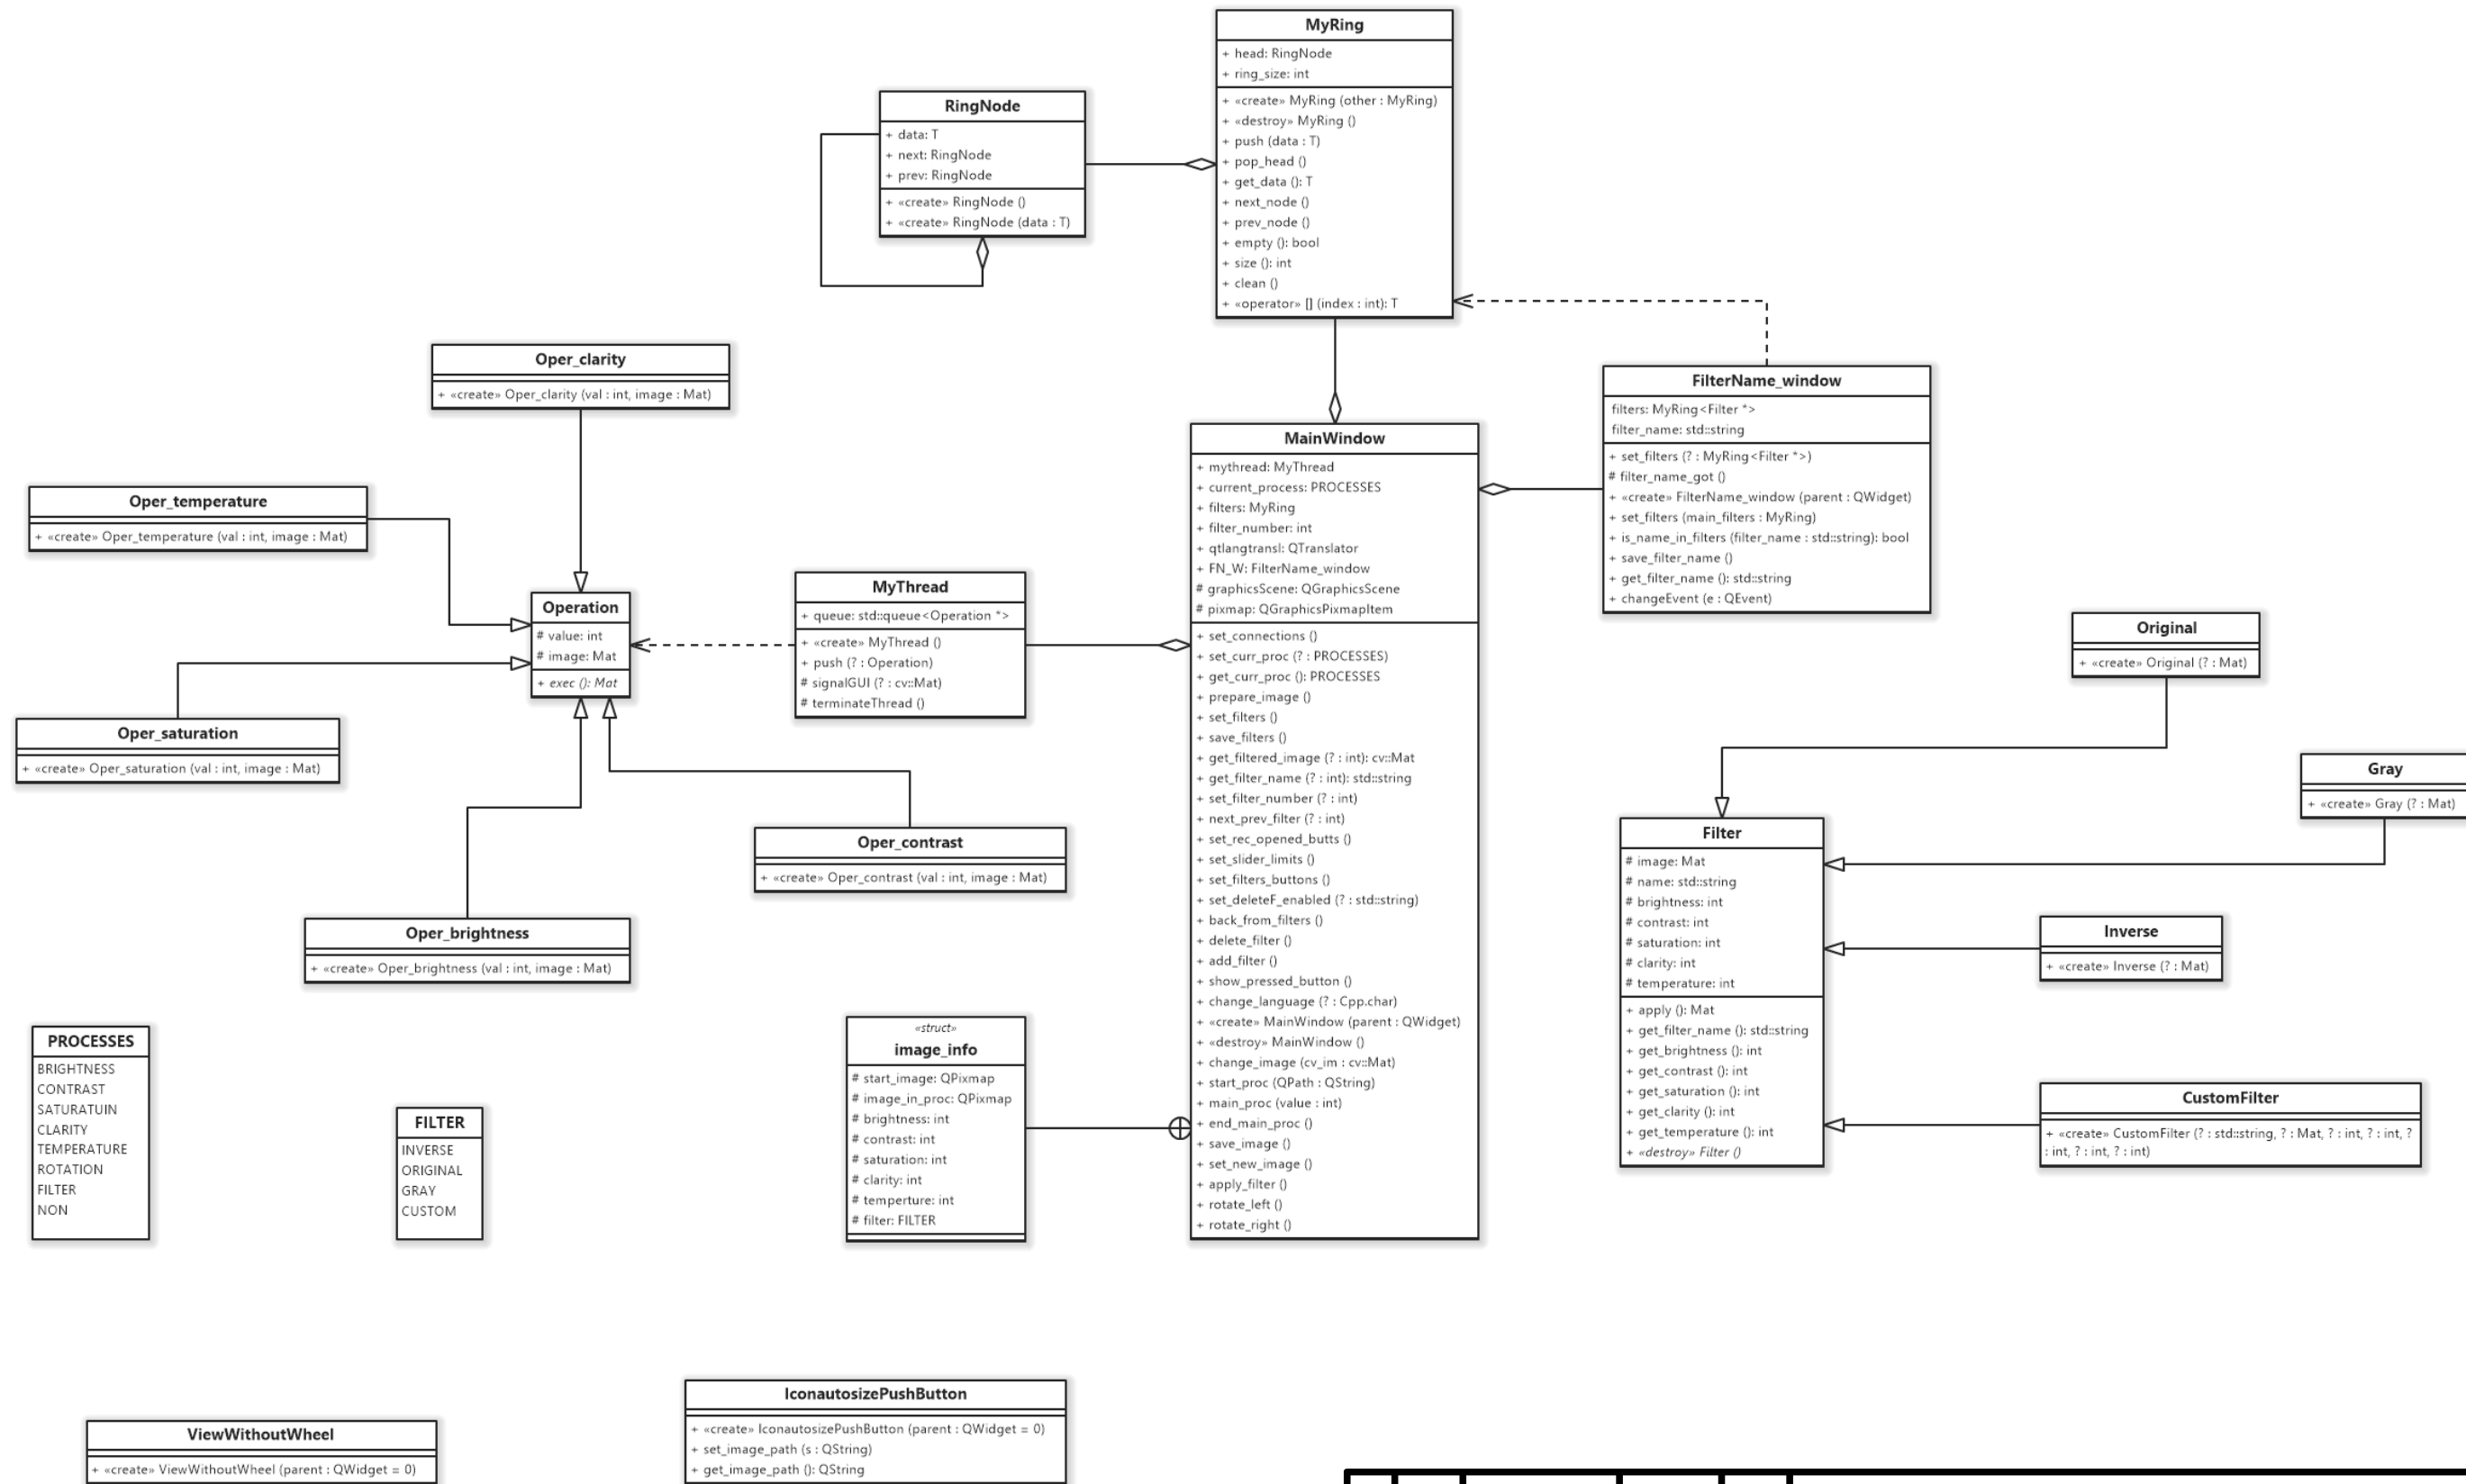 MyRing
+ head: RingNode
+ ring_size: int
+ «create» MyRing (other : MyRing)
+ «destroy» MyRing ()
+ push (data : T)
+ pop_head ()
+ get_data (): T
+ next_node ()
+ prev_node ()
+ empty (): bool
+ size (): int
+ clean ()
+ «operator» [] (index : int): T
RingNode
+ data: T
+ next: RingNode
+ prev: RingNode
+ «create» RingNode ()
+ «create» RingNode (data : T)
Oper_clarity
+ «create» Oper_clarity (val : int, image : Mat)
FilterName_window
filters: MyRing<Filter *>
filter_name: std::string
+ set_filters (? : MyRing<Filter *>)
# filter_name_got ()
+ «create» FilterName_window (parent : QWidget)
+ set_filters (main_filters : MyRing)
+ is_name_in_filters (filter_name : std::string): bool
+ save_filter_name ()
+ get_filter_name (): std::string
+ changeEvent (e : QEvent)
MainWindow
+ mythread: MyThread
+ current_process: PROCESSES
+ filters: MyRing
+ filter_number: int
+ qtlangtransl: QTranslator
+ FN_W: FilterName_window
# graphicsScene: QGraphicsScene
# pixmap: QGraphicsPixmapItem
+ set_connections ()
+ set_curr_proc (? : PROCESSES)
+ get_curr_proc (): PROCESSES
+ prepare_image ()
+ set_filters ()
+ save_filters ()
+ get_filtered_image (? : int): cv::Mat
+ get_filter_name (? : int): std::string
+ set_filter_number (? : int)
+ next_prev_filter (? : int)
+ set_rec_opened_butts ()
+ set_slider_limits ()
+ set_filters_buttons ()
+ set_deleteF_enabled (? : std::string)
+ back_from_filters ()
+ delete_filter ()
+ add_filter ()
+ show_pressed_button ()
+ change_language (? : Cpp.char)
+ «create» MainWindow (parent : QWidget)
+ «destroy» MainWindow ()
+ change_image (cv_im : cv::Mat)
+ start_proc (QPath : QString)
+ main_proc (value : int)
+ end_main_proc ()
+ save_image ()
+ set_new_image ()
+ apply_filter ()
+ rotate_left ()
+ rotate_right ()
Oper_temperature
+ «create» Oper_temperature (val : int, image : Mat)
Operation
# value: int
# image: Mat
+ exec (): Mat
MyThread
+ queue: std::queue<Operation *>
+ «create» MyThread ()
+ push (? : Operation)
# signalGUI (? : cv::Mat)
# terminateThread ()
Original
+ «create» Original (? : Mat)
Oper_saturation
+ «create» Oper_saturation (val : int, image : Mat)
Gray
+ «create» Gray (? : Mat)
Oper_contrast
+ «create» Oper_contrast (val : int, image : Mat)
Filter
# image: Mat
# name: std::string
# brightness: int
# contrast: int
# saturation: int
# clarity: int
# temperature: int
+ apply (): Mat
+ get_filter_name (): std::string
+ get_brightness (): int
+ get_contrast (): int
+ get_saturation (): int
+ get_clarity (): int
+ get_temperature (): int
+ «destroy» Filter ()
Oper_brightness
+ «create» Oper_brightness (val : int, image : Mat)
Inverse
+ «create» Inverse (? : Mat)
PROCESSES
BRIGHTNESS
CONTRAST
SATURATUIN
CLARITY
TEMPERATURE
ROTATION
FILTER
NON
FILTER
INVERSE
ORIGINAL
GRAY
CUSTOM
«struct»
image_info
# start_image: QPixmap
# image_in_proc: QPixmap
# brightness: int
# contrast: int
# saturation: int
# clarity: int
# temperture: int
# filter: FILTER
CustomFilter
+ «create» CustomFilter (? : std::string, ? : Mat, ? : int, ? : int, ?
: int, ? : int, ? : int)
IconautosizePushButton
+ «create» IconautosizePushButton (parent : QWidget = 0)
+ set_image_path (s : QString)
+ get_image_path (): QString
ViewWithoutWheel
+ «create» ViewWithoutWheel (parent : QWidget = 0)